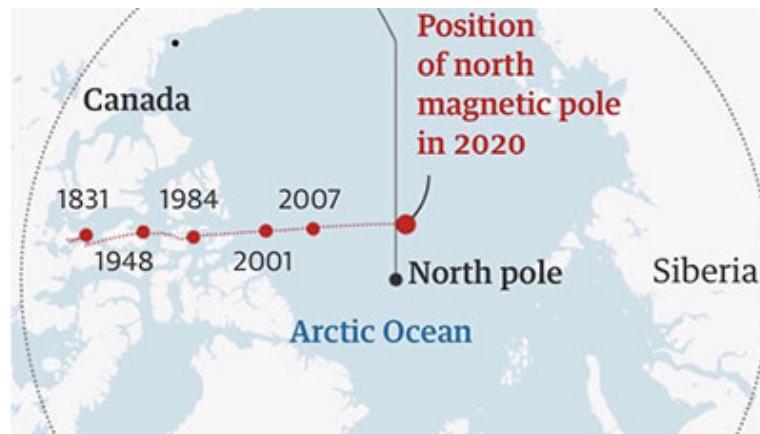 Position
of north
magnetic pole
in 2020
Canada
1831
1984
2007
1948
2001
North pole
Siberia
Arctic Ocean